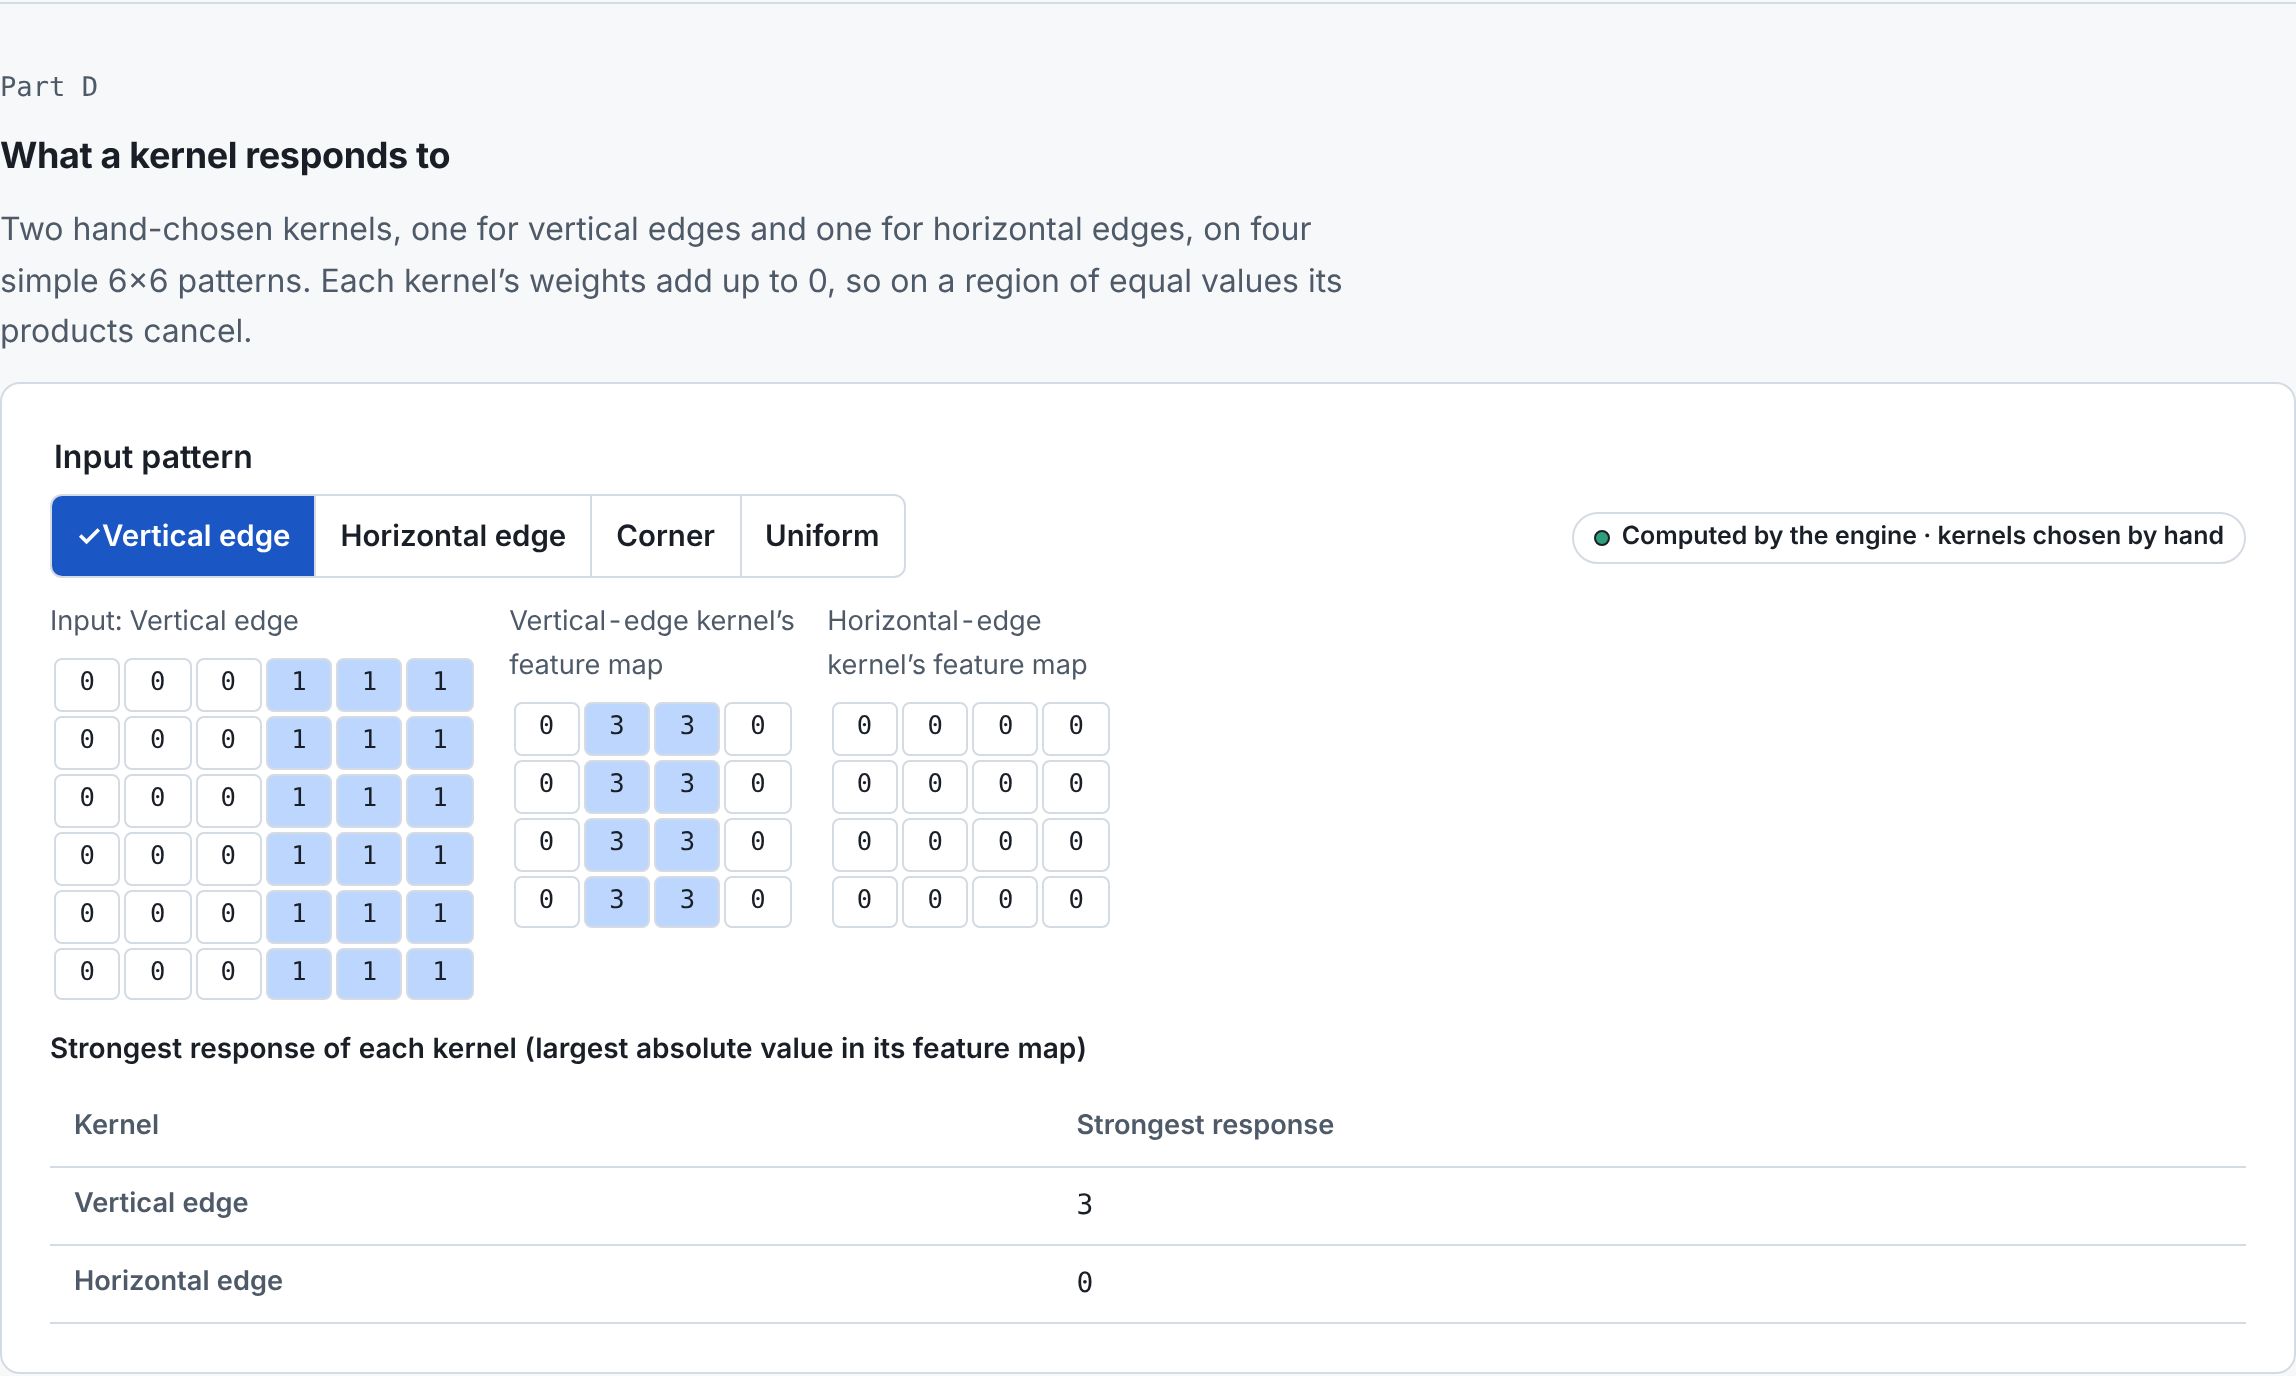 Part D
What a kernel responds to
Two hand-chosen kernels, one for vertical edges and one for horizontal edges, on four
simple 6×6 patterns. Each kernel’s weights add up to 0, so on a region of equal values its
products cancel.
Input pattern
✓Vertical edge Horizontal edge Corner Uniform
Computed by the engine · kernels chosen by hand
Input: Vertical edge
0 0 0 1 1 1
0 0 0 1 1 1
0 0 0 1 1 1
0 0 0 1 1 1
0 0 0 1 1 1
0 0 0 1 1 1
Vertical-edge kernel’s
feature map
0 3 3 0
0 3 3 0
0 3 3 0
0 3 3 0
Horizontal-edge
kernel’s feature map
0 0 0 0
0 0 0 0
0 0 0 0
0 0 0 0
Strongest response of each kernel (largest absolute value in its feature map)
Kernel Strongest response
Vertical edge 3
Horizontal edge 0